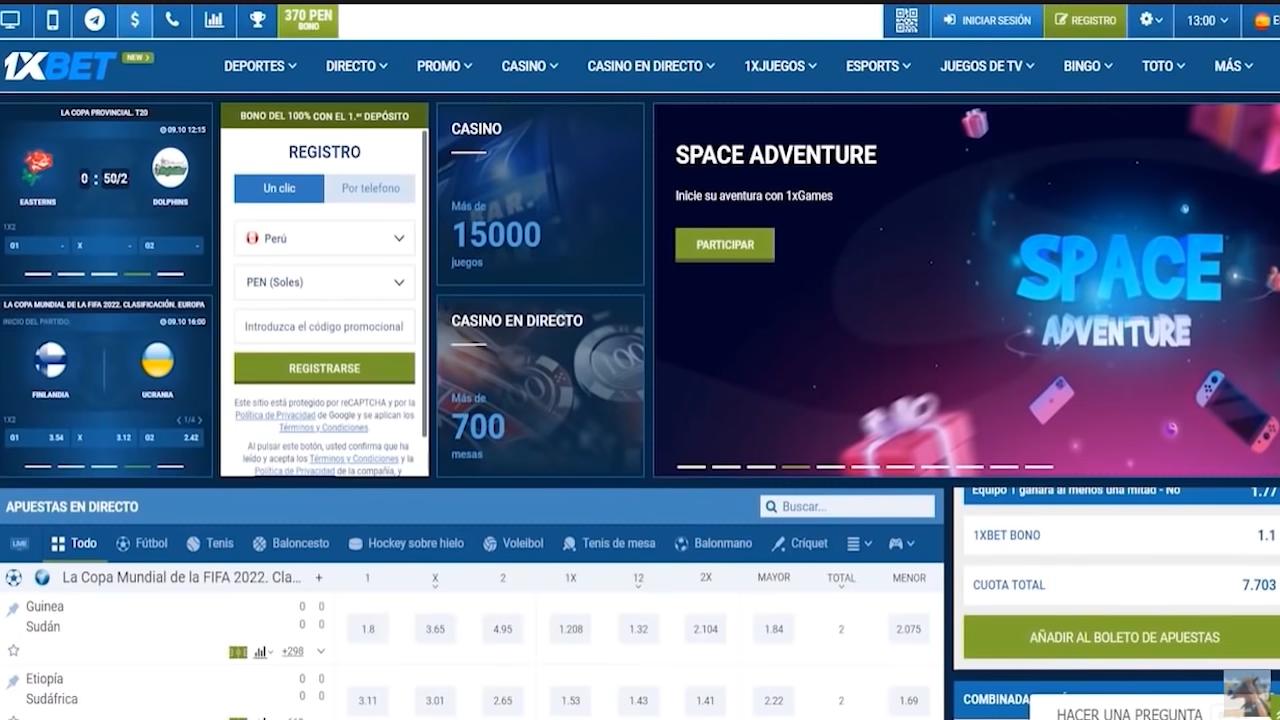 370 PEN
BONO
INICIAR SESIÓN
REGISTRO
13:00
E
1XBET
NEW >
DEPORTES
DIRECTO
PROMO
CASINO
CASINO EN DIRECTO
1XJUEGOS
ESPORTS
JUEGOS DE TV
BINGO
TOTO
MÁS
LA COPA PROVINCIAL. T20
09.10 12:15
0 : 50/2
EASTERNS
DOLPHINS
1X2
01 - X - 02 -
LA COPA MUNDIAL DE LA FIFA 2022. CLASIFICACIÓN. EUROPA
INICIO DEL PARTIDO:
09.10 16:00
FINLANDIA
UCRANIA
1X2
< 1/4 >
01 3.54 X 3.12 02 2.42
BONO DEL 100% CON EL 1.er DEPÓSITO
REGISTRO
Un clic
Por telefono
Perú
PEN (Soles)
Introduzca el código promocional
REGISTRARSE
Este sitio está protegido por reCAPTCHA y por la
Política de Privacidad de Google y se aplican los
Términos y Condiciones.
Al pulsar este botón, usted confirma que ha
leído y acepta los Términos y Condiciones y la
Política de Privacidad de la compañía, y
CASINO
Más de
15000
juegos
CASINO EN DIRECTO
100
Más de
700
mesas
SPACE ADVENTURE
Inicie su aventura con 1xGames
PARTICIPAR
SPACE
ADVENTURE
APUESTAS EN DIRECTO
Buscar...
LIVE
Todo
Fútbol
Tenis
Baloncesto
Hockey sobre hielo
Voleibol
Tenis de mesa
Balonmano
Críquet
La Copa Mundial de la FIFA 2022. Cla... +
1 X 2 1X 12 2X MAYOR TOTAL MENOR
Guinea 0 0
Sudán 0 0
1.8 3.65 4.95 1.208 1.32 2.104 1.84 2 2.075
+298
Etiopía 0 0
Sudáfrica 0 0
3.11 3.01 2.65 1.53 1.43 1.41 2.22 2 1.69
Equipo 1 ganará al menos una mitad - No 1.77
1XBET BONO 1.1
CUOTA TOTAL 7.703
AÑADIR AL BOLETO DE APUESTAS
COMBINADA
HACER UNA PREGUNTA